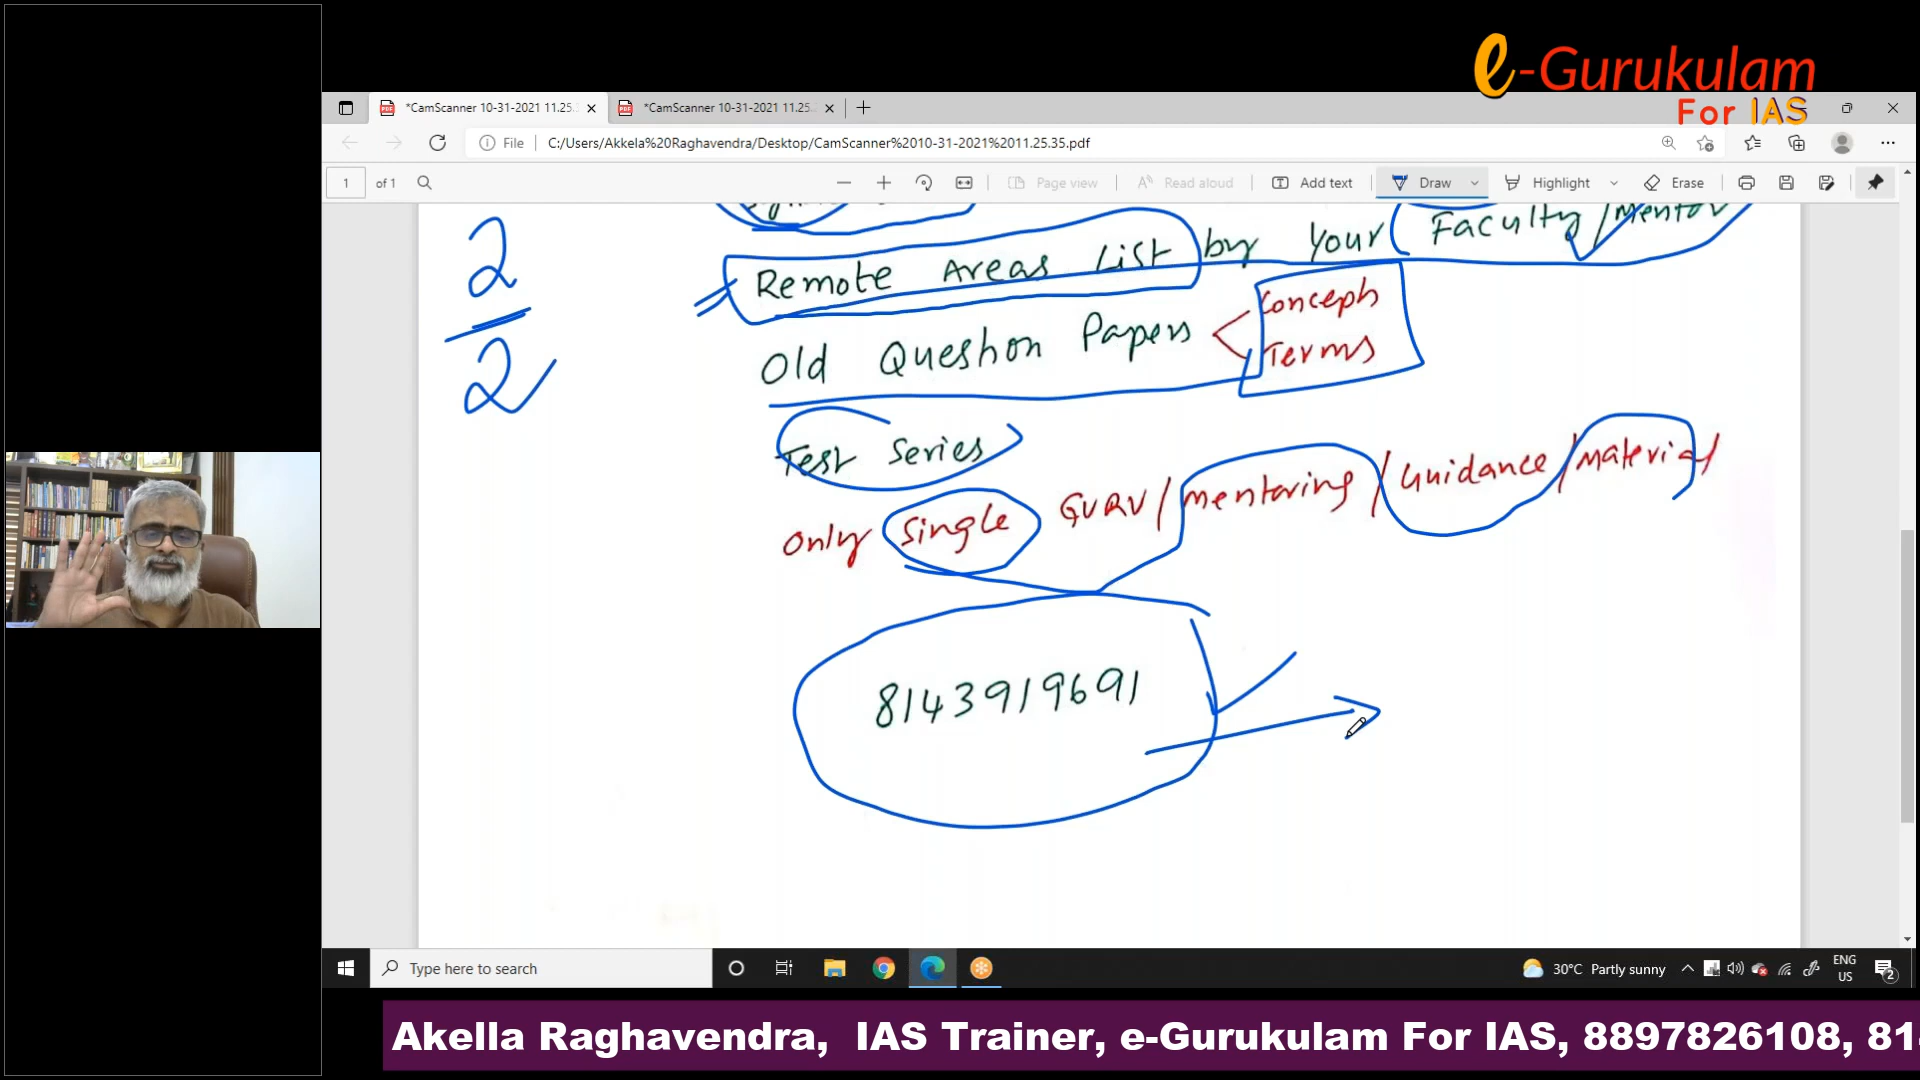 e-Gurukulam
For IAS
*CamScanner 10-31-2021 11.25.3
*CamScanner 10-31-2021 11.25.
File
C:/Users/Akkela%20Raghavendra/Desktop/CamScanner%2010-31-2021%2011.25.35.pdf
1 of 1
Page view
Read aloud
Add text
Draw
Highlight
Erase
2
2
Remote Areas List by Your Faculty/Mentor
Old Question Papers
Concepts
Terms
Test Series
only single GURU/mentoring/Guidance/material
8143919691
Type here to search
30°C Partly sunny
ENG
US
2
Akella Raghavendra, IAS Trainer, e-Gurukulam For IAS, 8897826108, 81